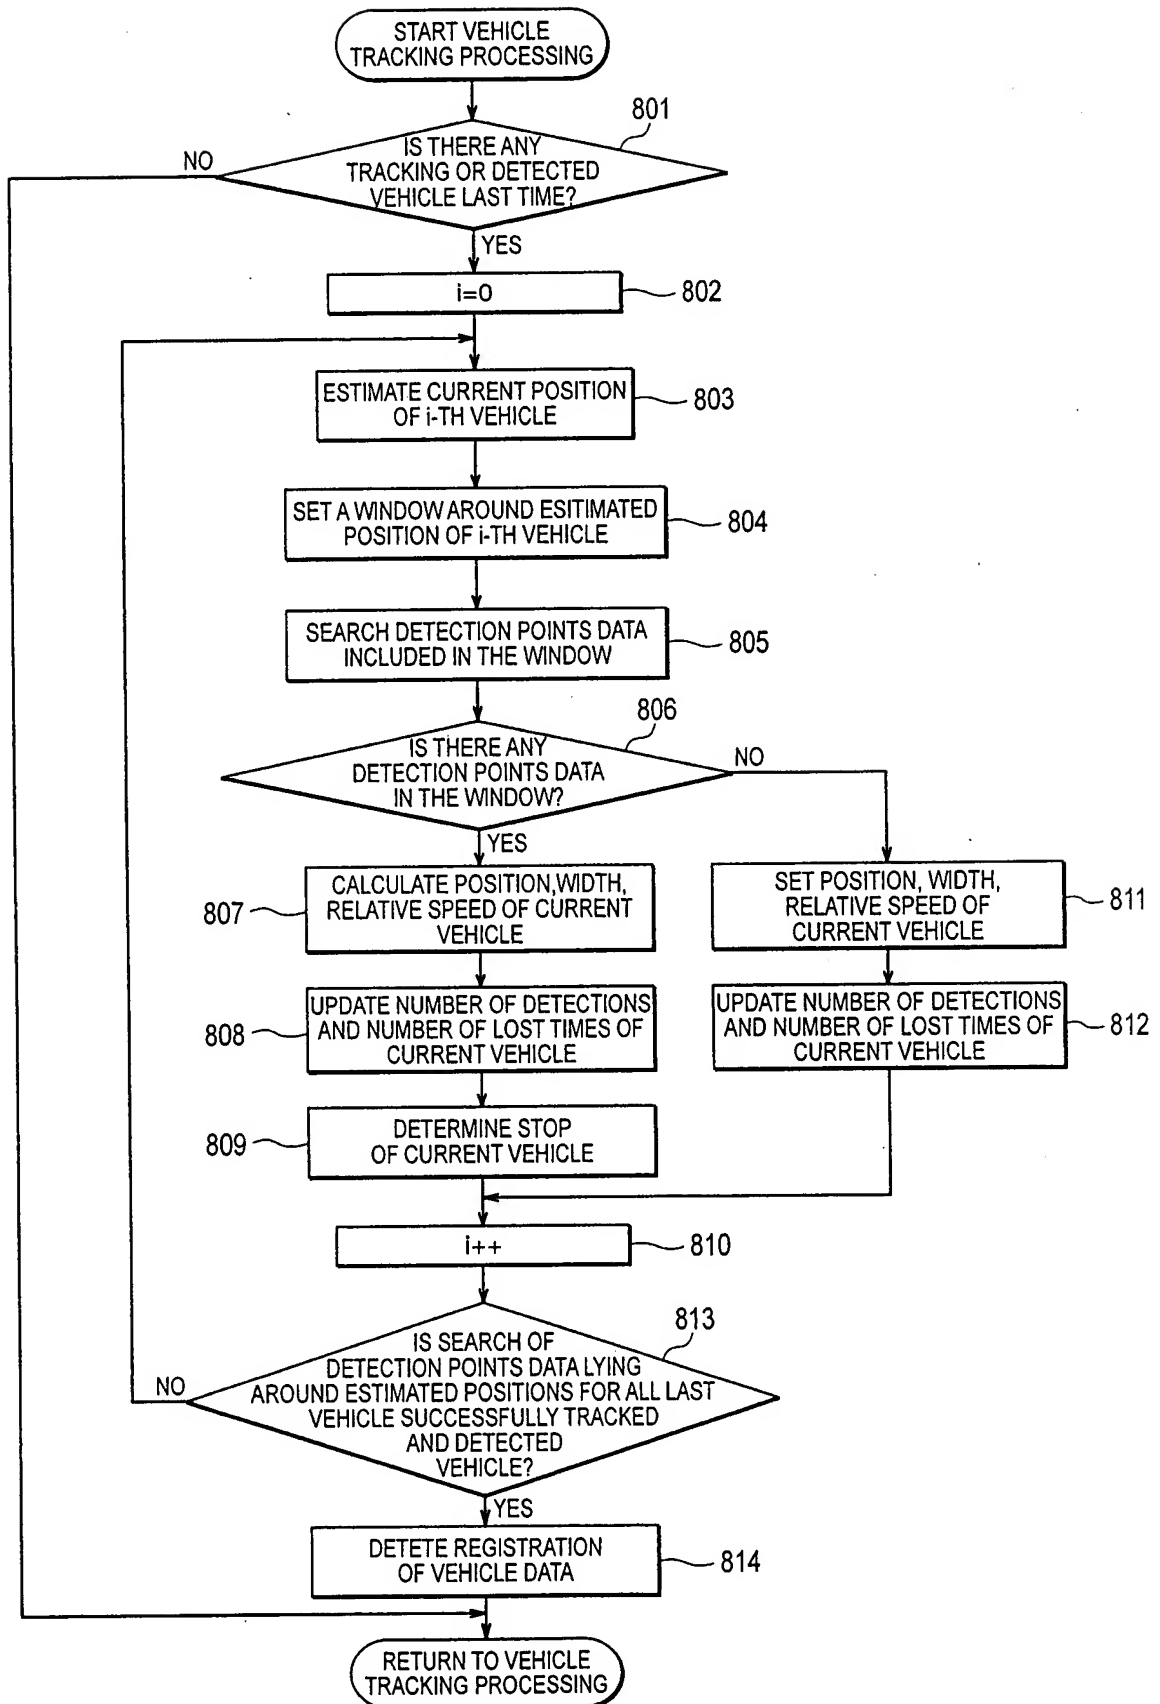 START VEHICLE
TRACKING PROCESSING
801
IS THERE ANY
TRACKING OR DETECTED
VEHICLE LAST TIME?
NO
YES
i=0
802
ESTIMATE CURRENT POSITION
OF i-TH VEHICLE
803
SET A WINDOW AROUND ESITIMATED
POSITION OF i-TH VEHICLE
804
SEARCH DETECTION POINTS DATA
INCLUDED IN THE WINDOW
805
806
IS THERE ANY
DETECTION POINTS DATA
IN THE WINDOW?
NO
YES
807
CALCULATE POSITION,WIDTH,
RELATIVE SPEED OF CURRENT
VEHICLE
SET POSITION, WIDTH,
RELATIVE SPEED OF
CURRENT VEHICLE
811
808
UPDATE NUMBER OF DETECTIONS
AND NUMBER OF LOST TIMES OF
CURRENT VEHICLE
UPDATE NUMBER OF DETECTIONS
AND NUMBER OF LOST TIMES OF
CURRENT VEHICLE
812
809
DETERMINE STOP
OF CURRENT VEHICLE
i++
810
813
IS SEARCH OF
DETECTION POINTS DATA LYING
AROUND ESTIMATED POSITIONS FOR ALL LAST
VEHICLE SUCCESSFULLY TRACKED
AND DETECTED
VEHICLE?
NO
YES
DETETE REGISTRATION
OF VEHICLE DATA
814
RETURN TO VEHICLE
TRACKING PROCESSING